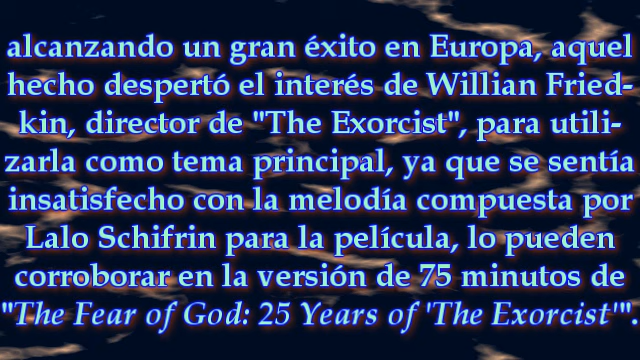 alcanzando un gran éxito en Europa, aquel
hecho despertó el interés de Willian Fried-
kin, director de "The Exorcist", para utili-
zarla como tema principal, ya que se sentía
insatisfecho con la melodía compuesta por
Lalo Schifrin para la película, lo pueden
corroborar en la versión de 75 minutos de
"The Fear of God: 25 Years of 'The Exorcist'".